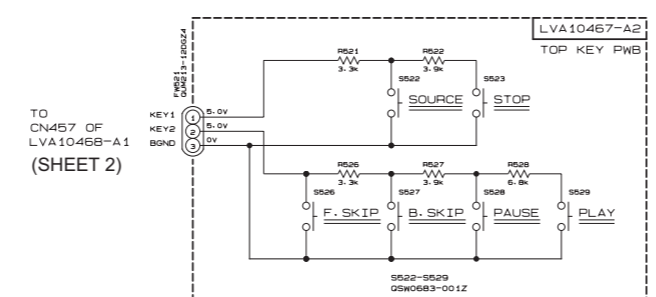 LVA10467-A2
TOP KEY PWB
R521
3.3k
R522
3.9k
S522
S523
SOURCE
STOP
FW521
QUM213-12DGZ4
TO
CN457 OF
LVA10468-A1
(SHEET 2)
KEY1
1
5.0V
KEY2
2
5.0V
BGND
3
0V
R526
3.3k
R527
3.9k
R528
6.8k
S526
S527
S528
S529
F.SKIP
B.SKIP
PAUSE
PLAY
S522-S529
QSW0683-001Z